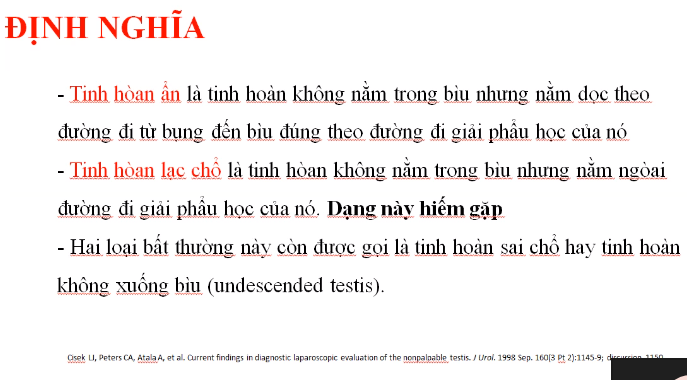 ĐỊNH NGHĨA
- Tinh hòan ẩn là tinh hoàn không nằm trong bìu nhưng nằm dọc theo
đường đi từ bụng đến bìu đúng theo đường đi giải phẩu học của nó
- Tinh hoàn lạc chổ là tinh hòan không nằm trong bìu nhưng nằm ngòai
đường đi giải phẩu học của nó. Dạng này hiếm gặp
- Hai loại bất thường này còn được gọi là tinh hoàn sai chổ hay tinh hoàn
không xuống bìu (undescended testis).
Cisek LJ, Peters CA, Atala A, et al. Current findings in diagnostic laparoscopic evaluation of the nonpalpable testis. J Urol. 1998 Sep. 160(3 Pt 2):1145-9; discussion 1150